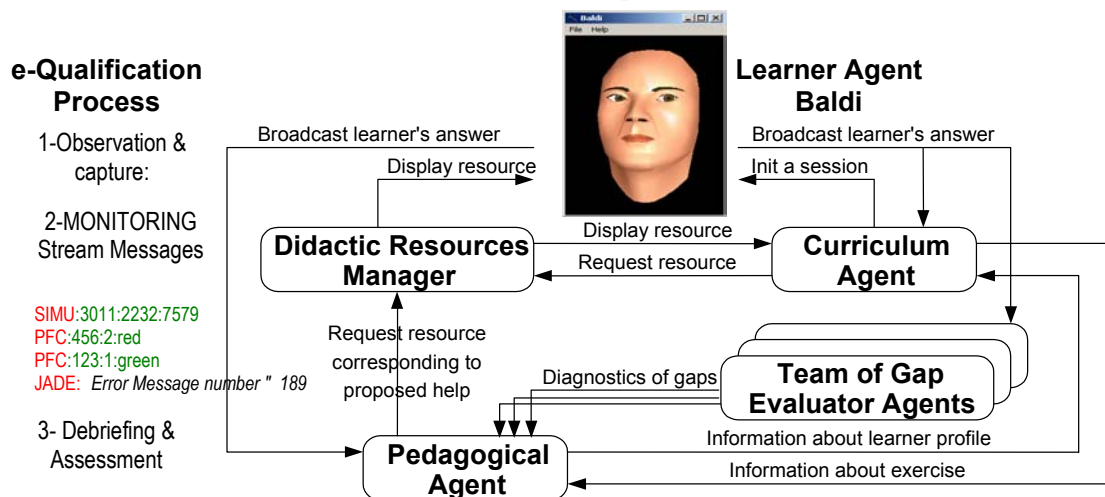 Baldi
File Help
e-Qualification
Process
Learner Agent
Baldi
1-Observation &
capture:
Broadcast learner's answer
Broadcast learner's answer
Display resource
Init a session
2-MONITORING
Stream Messages
Didactic Resources
Manager
Display resource
Request resource
Curriculum
Agent
SIMU:3011:2232:7579
PFC:456:2:red
PFC:123:1:green
JADE: Error Message number " 189
Request resource
corresponding to
proposed help
Diagnostics of gaps
Team of Gap
Evaluator Agents
3- Debriefing &
Assessment
Pedagogical
Agent
Information about learner profile
Information about exercise